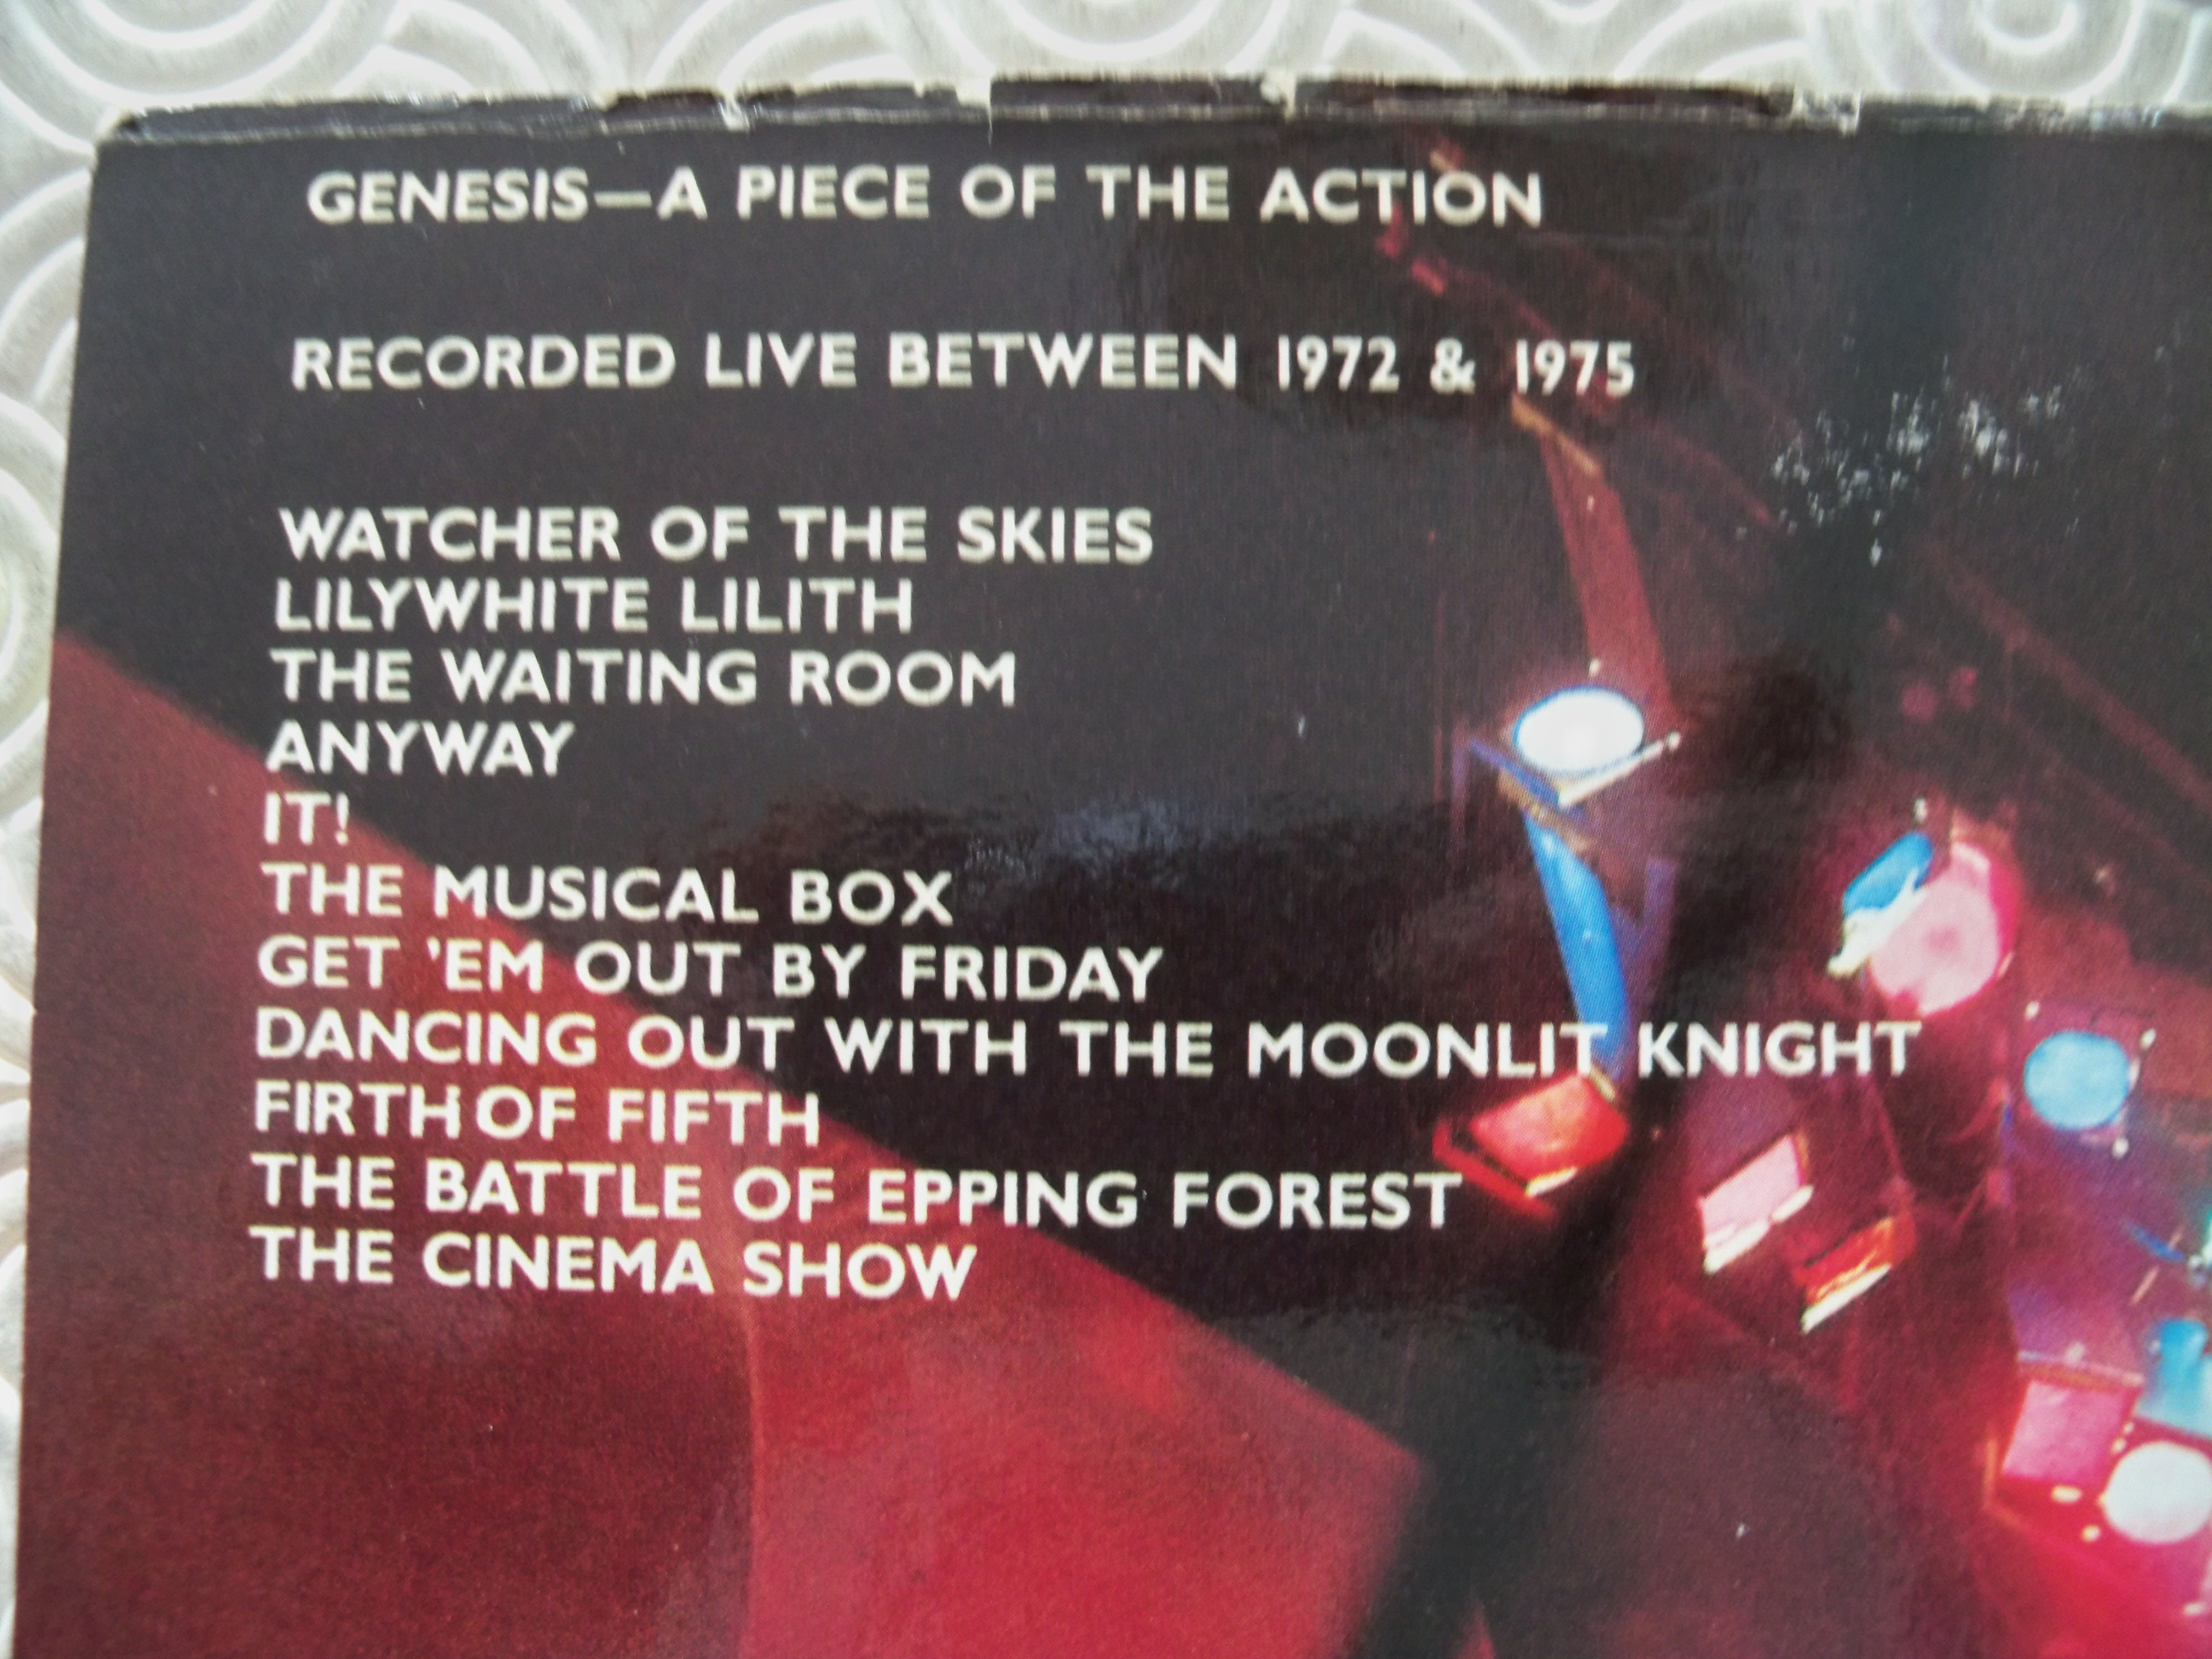 GENESIS—A PIECE OF THE ACTION
RECORDED LIVE BETWEEN 1972 & 1975
WATCHER OF THE SKIES
LILYWHITE LILITH
THE WAITING ROOM
ANYWAY
IT!
THE MUSICAL BOX
GET 'EM OUT BY FRIDAY
DANCING OUT WITH THE MOONLIT KNIGHT
FIRTH OF FIFTH
THE BATTLE OF EPPING FOREST
THE CINEMA SHOW